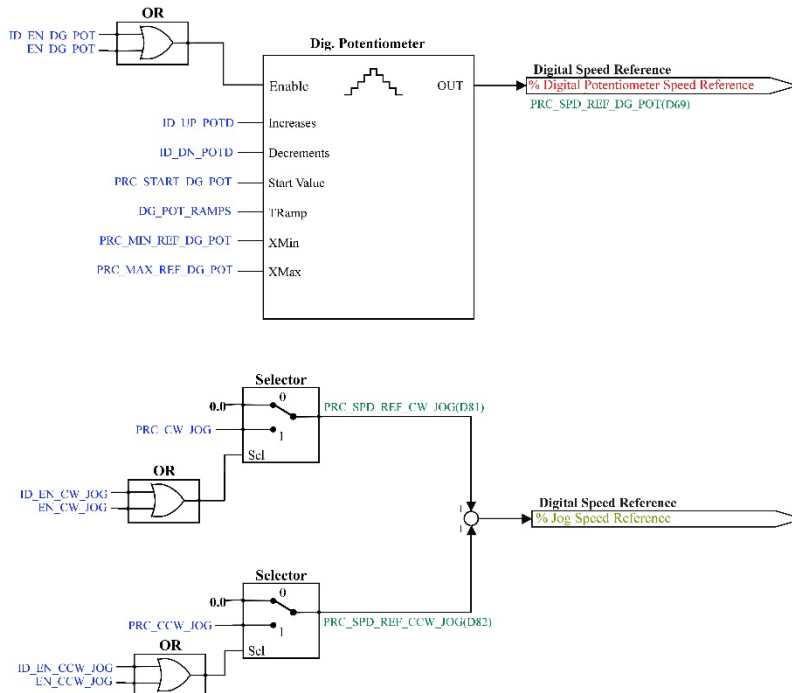 OR
ID_EN_DG_POT
EN_DG_POT
Dig. Potentiometer
Enable
OUT
Digital Speed Reference
% Digital Potentiometer Speed Reference
PRC_SPD_REF_DG_POT(D69)
ID_UP_POTD
Increases
ID_DN_POTD
Decrements
PRC_START_DG_POT
Start Value
DG_POT_RAMPS
TRamp
PRC_MIN_REF_DG_POT
XMin
PRC_MAX_REF_DG_POT
XMax
Selector
0.0
0
PRC_SPD_REF_CW_JOG(D81)
PRC_CW_JOG
1
Scl
OR
ID_EN_CW_JOG
EN_CW_JOG
1
1
Digital Speed Reference
% Jog Speed Reference
Selector
0.0
0
PRC_SPD_REF_CCW_JOG(D82)
PRC_CCW_JOG
1
Scl
OR
ID_EN_CCW_JOG
EN_CCW_JOG